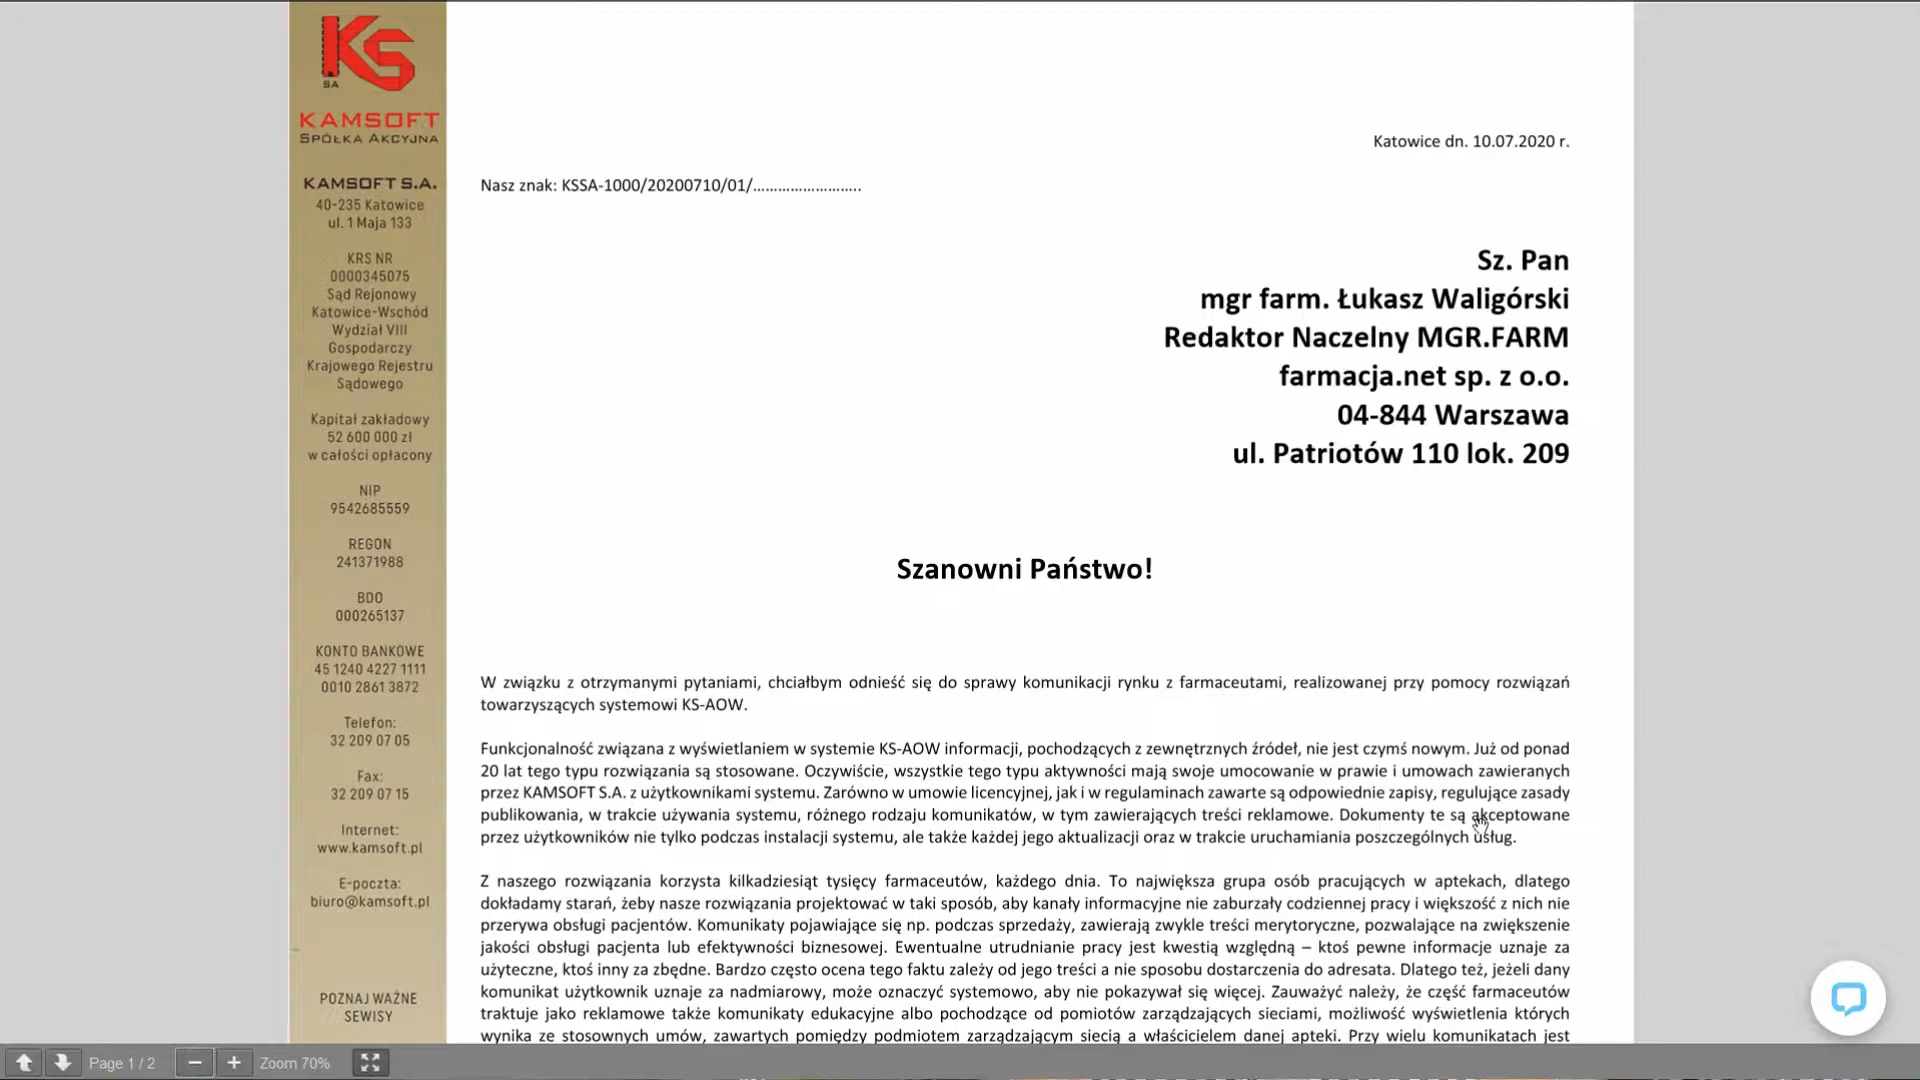 KS
SA
KAMSOFT
SPÓŁKA AKCYJNA
KAMSOFT S.A.
40-235 Katowice
ul. 1 Maja 133
KRS NR
0000345075
Sąd Rejonowy
Katowice-Wschód
Wydział VIII
Gospodarczy
Krajowego Rejestru
Sądowego
Kapitał zakładowy
52 600 000 zł
w całości opłacony
NIP
9542685559
REGON
241371988
BDO
000265137
KONTO BANKOWE
45 1240 4227 1111
0010 2861 3872
Telefon:
32 209 07 05
Fax:
32 209 07 15
Internet:
www.kamsoft.pl
E-poczta:
biuro@kamsoft.pl
POZNAJ WAŻNE
SEWISY
Katowice dn. 10.07.2020 r.
Nasz znak: KSSA-1000/20200710/01/……………………..
Sz. Pan
mgr farm. Łukasz Waligórski
Redaktor Naczelny MGR.FARM
farmacja.net sp. z o.o.
04-844 Warszawa
ul. Patriotów 110 lok. 209
Szanowni Państwo!
W związku z otrzymanymi pytaniami, chciałbym odnieść się do sprawy komunikacji rynku z farmaceutami, realizowanej przy pomocy rozwiązań
towarzyszących systemowi KS-AOW.
Funkcjonalność związana z wyświetlaniem w systemie KS-AOW informacji, pochodzących z zewnętrznych źródeł, nie jest czymś nowym. Już od ponad
20 lat tego typu rozwiązania są stosowane. Oczywiście, wszystkie tego typu aktywności mają swoje umocowanie w prawie i umowach zawieranych
przez KAMSOFT S.A. z użytkownikami systemu. Zarówno w umowie licencyjnej, jak i w regulaminach zawarte są odpowiednie zapisy, regulujące zasady
publikowania, w trakcie używania systemu, różnego rodzaju komunikatów, w tym zawierających treści reklamowe. Dokumenty te są akceptowane
przez użytkowników nie tylko podczas instalacji systemu, ale także każdej jego aktualizacji oraz w trakcie uruchamiania poszczególnych usług.
Z naszego rozwiązania korzysta kilkadziesiąt tysięcy farmaceutów, każdego dnia. To największa grupa osób pracujących w aptekach, dlatego
dokładamy starań, żeby nasze rozwiązania projektować w taki sposób, aby kanały informacyjne nie zaburzały codziennej pracy i większość z nich nie
przerywa obsługi pacjentów. Komunikaty pojawiające się np. podczas sprzedaży, zawierają zwykle treści merytoryczne, pozwalające na zwiększenie
jakości obsługi pacjenta lub efektywności biznesowej. Ewentualne utrudnianie pracy jest kwestią względną – ktoś pewne informacje uznaje za
użyteczne, ktoś inny za zbędne. Bardzo często ocena tego faktu zależy od jego treści a nie sposobu dostarczenia do adresata. Dlatego też, jeżeli dany
komunikat użytkownik uznaje za nadmiarowy, może oznaczyć systemowo, aby nie pokazywał się więcej. Zauważyć należy, że część farmaceutów
traktuje jako reklamowe także komunikaty edukacyjne albo pochodzące od pomiotów zarządzających sieciami, możliwość wyświetlenia których
wynika ze stosownych umów, zawartych pomiędzy podmiotem zarządzającym siecią a właścicielem danej apteki. Przy wielu komunikatach jest
Page 1 / 2
Zoom 70%